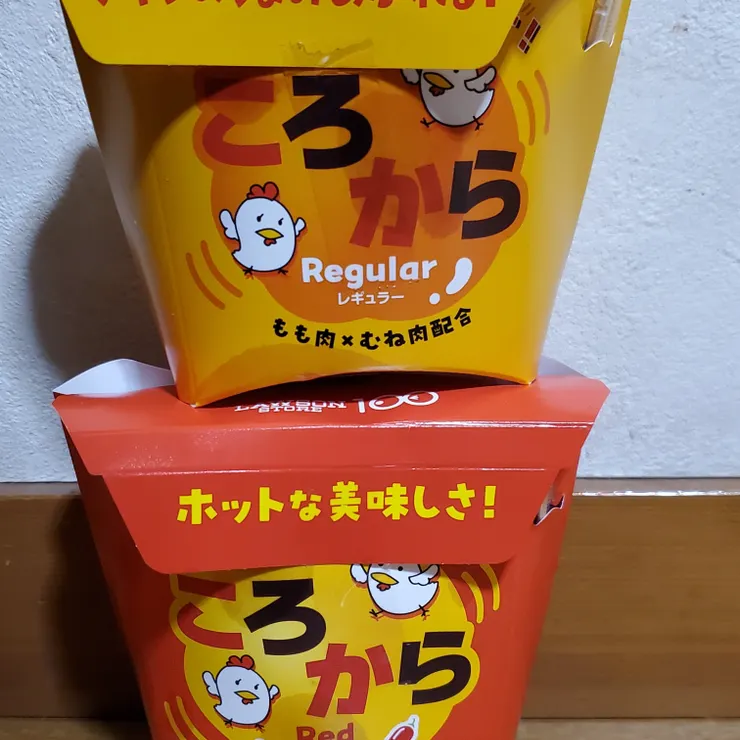 ころ
から
Regular
レギュラー
もも肉×むね肉配合
LAWSON
STORE
100
ホットな美味しさ!
ころ
から
Red